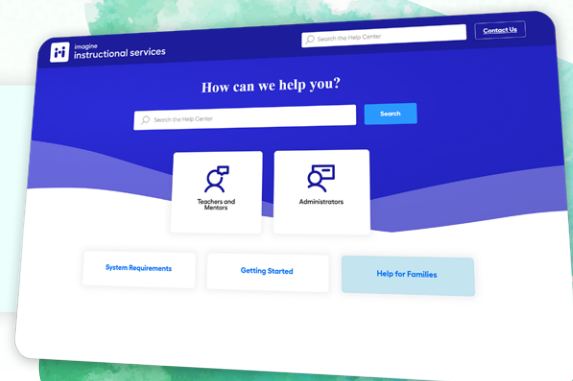 imagine
instructional services
Search the Help Center
Contact Us
How can we help you?
Search the Help Center
Search
Teachers and
Mentors
Administrators
System Requirements
Getting Started
Help for Families